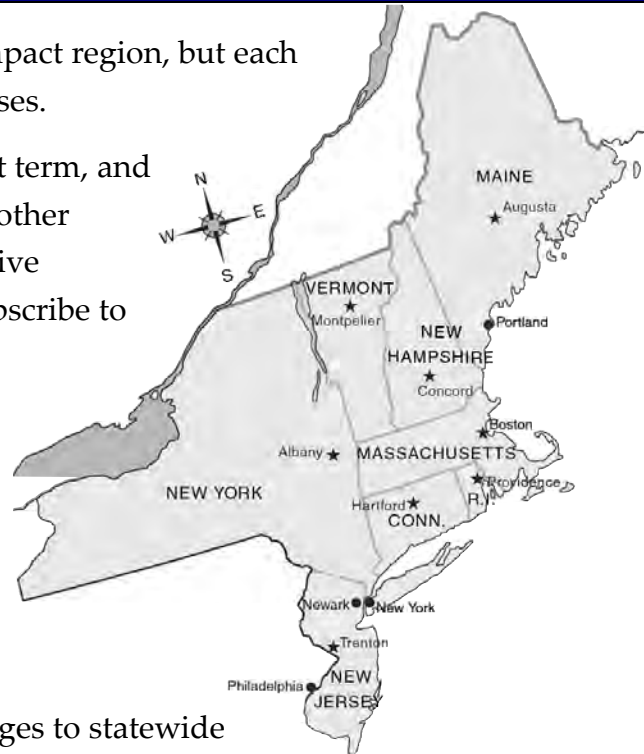 npact region, but each
ses.
t term, and
other
ive
bscribe to
N
E
W
S
MAINE
Augusta
VERMONT
Montpelier
Portland
NEW
HAMPSHIRE
Concord
Boston
Albany
MASSACHUSETTS
Providence
NEW YORK
Hartford
R.I.
CONN.
Newark
New York
Trenton
Philadelphia
NEW
JERSEY
ges to statewide